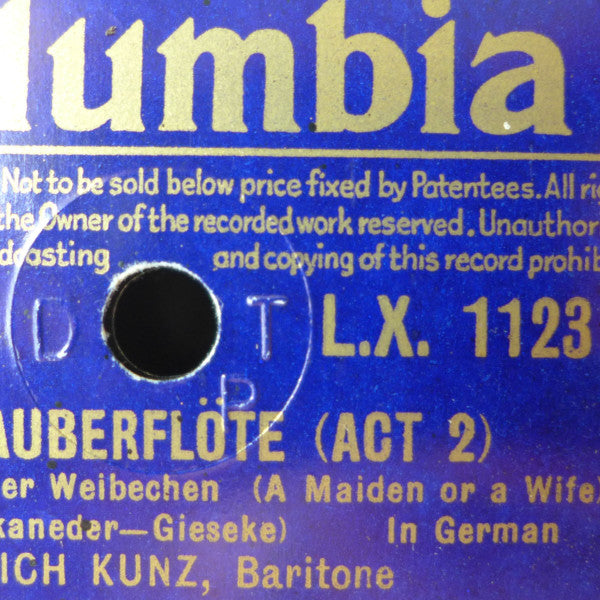 lumbia
Not to be sold below price fixed by Patentees. All ri
the Owner of the recorded work reserved. Unauthor
dcasting and copying of this record prohib
D T L.X. 1123
P
AUBERFLÖTE (ACT 2)
er Weibechen (A Maiden or a Wife)
kaneder—Gieseke) In German
ICH KUNZ, Baritone